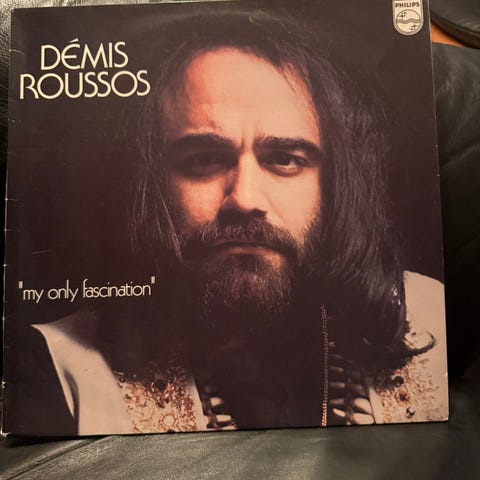 PHILIPS
DÉMIS
ROUSSOS
"my only fascination"